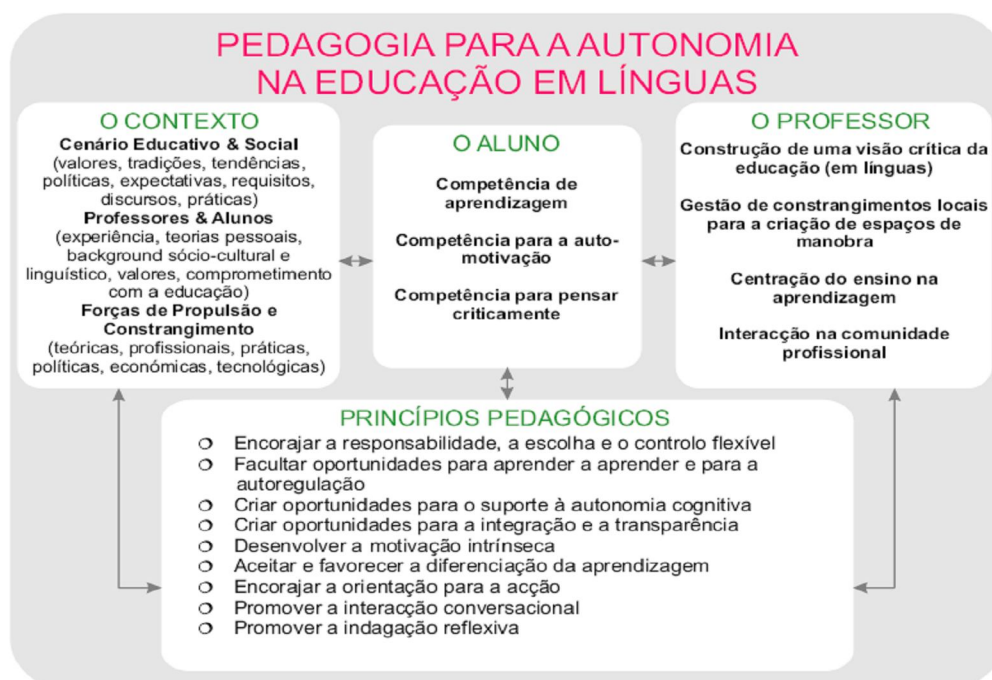 PEDAGOGIA PARA A AUTONOMIA
NA EDUCAÇÃO EM LÍNGUAS
O CONTEXTO
Cenário Educativo & Social
(valores, tradições, tendências,
políticas, expectativas, requisitos,
discursos, práticas)
Professores & Alunos
(experiência, teorias pessoais,
background sócio-cultural e
linguístico, valores, comprometimento
com a educação)
Forças de Propulsão e
Constrangimento
(teóricas, profissionais, práticas,
políticas, económicas, tecnológicas)
O ALUNO
Competência de
aprendizagem
Competência para a auto-
motivação
Competência para pensar
criticamente
O PROFESSOR
Construção de uma visão crítica da
educação (em línguas)
Gestão de constrangimentos locais
para a criação de espaços de
manobra
Centração do ensino na
aprendizagem
Interacção na comunidade
profissional
PRINCÍPIOS PEDAGÓGICOS
Encorajar a responsabilidade, a escolha e o controlo flexível
Facultar oportunidades para aprender a aprender e para a
autoregulação
Criar oportunidades para o suporte à autonomia cognitiva
Criar oportunidades para a integração e a transparência
Desenvolver a motivação intrínseca
Aceitar e favorecer a diferenciação da aprendizagem
Encorajar a orientação para a acção
Promover a interacção conversacional
Promover a indagação reflexiva